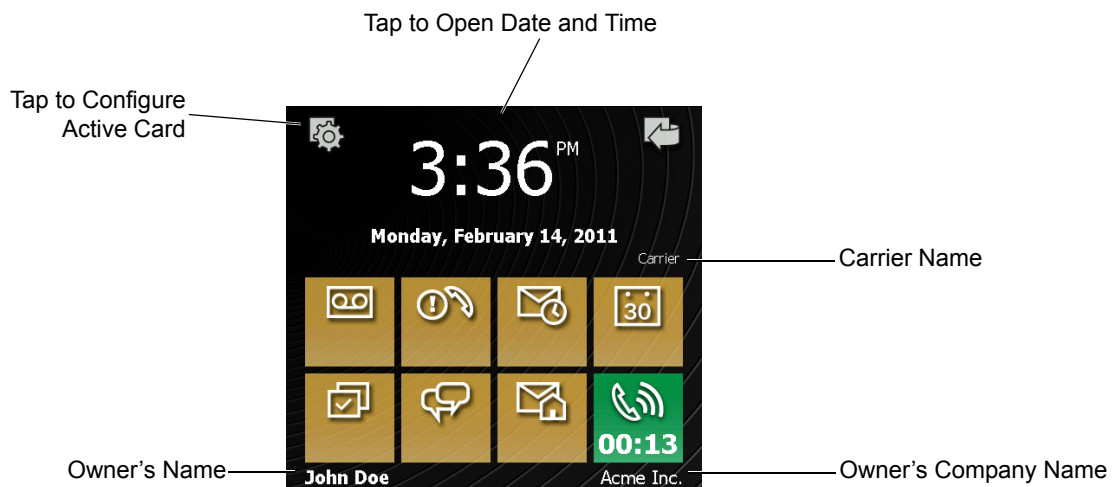 Tap to Open Date and Time
Tap to Configure
Active Card
3:36 PM
Monday, February 14, 2011
Carrier
Carrier Name
30
00:13
Owner’s Name
John Doe
Acme Inc.
Owner’s Company Name